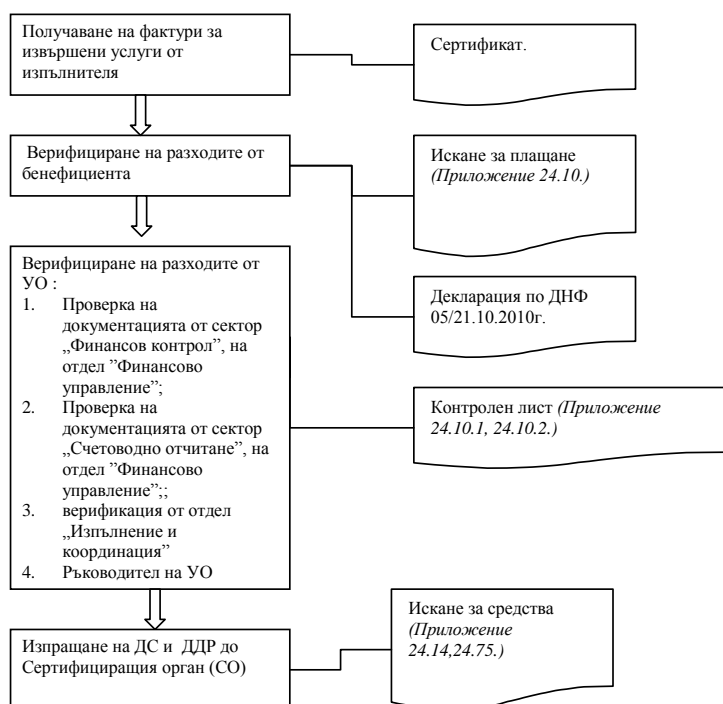 Получаване на фактури за
извършени услуги от
изпълнителя
Сертификат.
Верифициране на разходите от
бенефициента
Искане за плащане
(Приложение 24.10.)
Декларация по ДНФ
05/21.10.2010г.
Верифициране на разходите от
УО :
1. Проверка на
документацията от сектор
„Финансов контрол”, на
отдел ”Финансово
управление”;
2. Проверка на
документацията от сектор
„Счетоводно отчитане”, на
отдел ”Финансово
управление”;;
3. верификация от отдел
„Изпълнение и
координация”
4. Ръководител на УО
Контролен лист (Приложение
24.10.1, 24.10.2.)
Изпращане на ДС и ДДР до
Сертифициращия орган (СО)
Искане за средства
(Приложение
24.14,24.75.)